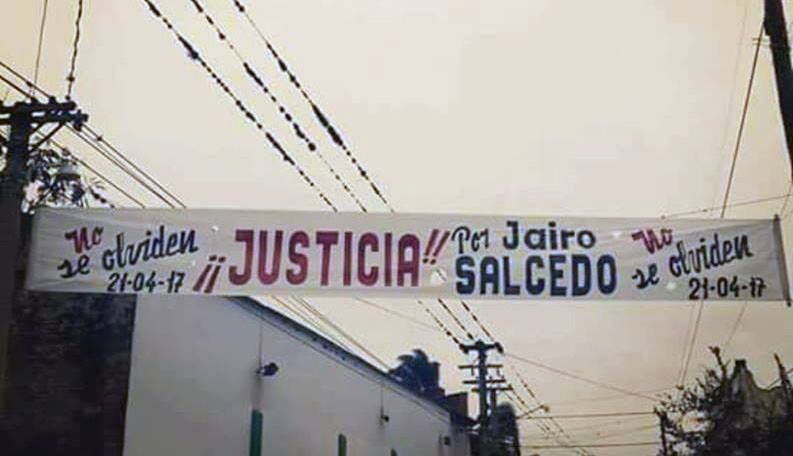 No
se olviden
21-04-17
¡¡JUSTICIA!!
Por Jairo
SALCEDO
No
se olviden
21-04-17